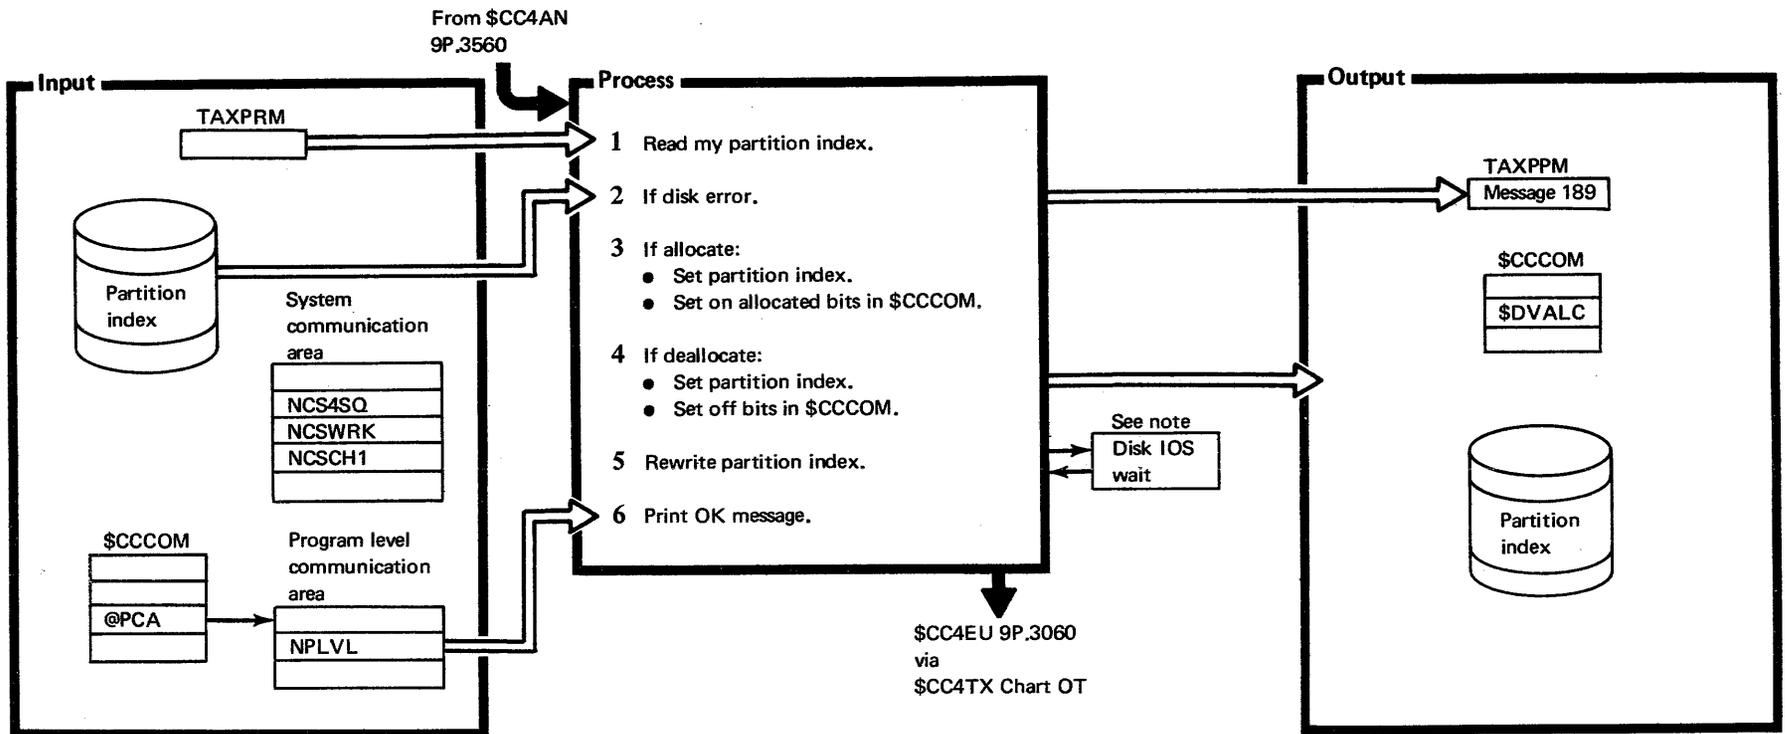 From $CC4AN
9P.3560
Input
TAXPRM
Partition
index
System
communication
area
NCS4SQ
NCSWRK
NCSCH1
$CCCOM
@PCA
Program level
communication
area
NPLVL
Process
1 Read my partition index.
2 If disk error.
3 If allocate:
● Set partition index.
● Set on allocated bits in $CCCOM.
4 If deallocate:
● Set partition index.
● Set off bits in $CCCOM.
5 Rewrite partition index.
6 Print OK message.
See note
Disk IOS
wait
$CC4EU 9P.3060
via
$CC4TX Chart OT
Output
TAXPPM
Message 189
$CCCOM
$DVALC
Partition
index